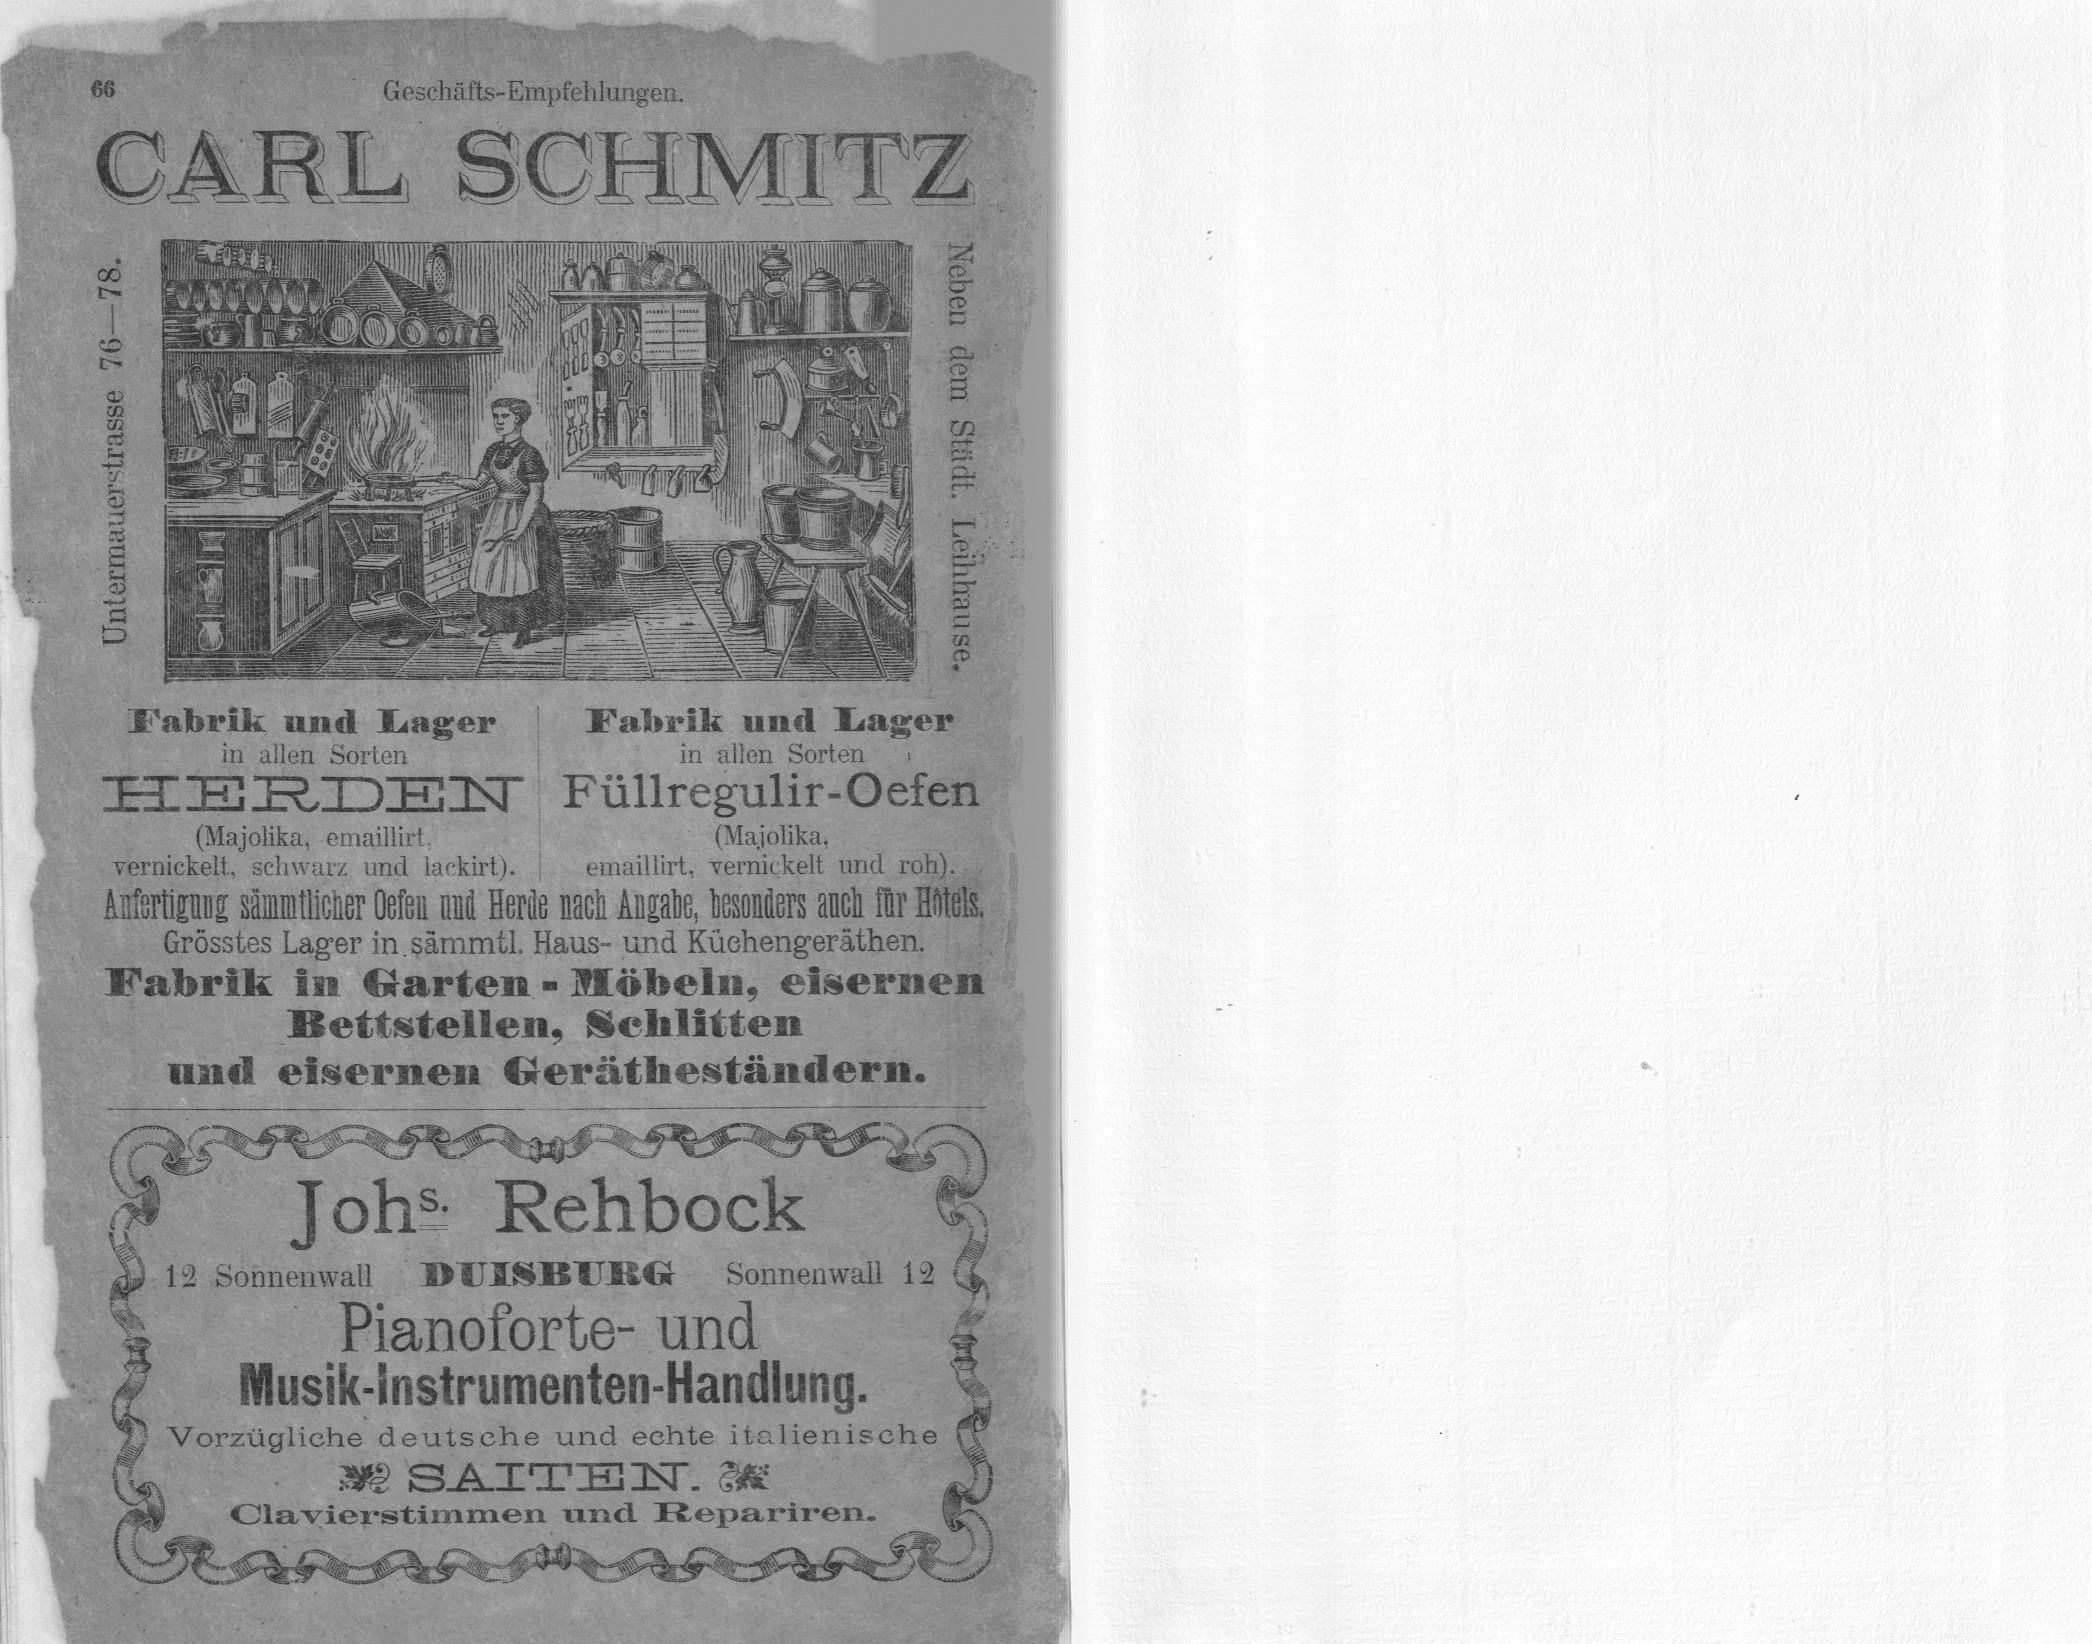 66
Geschäfts-Empfehlungen.
CARL SCHMITZ
Unternmauerstrasse 76—78.
Neben dem Städt. Leihhause.
Fabrik und Lager
in allen Sorten
HERDEN
(Majolika, emaillirt,
vernickelt, schwarz und lackirt).
Fabrik und Lager
in allen Sorten
Füllregulir-Oefen
(Majolika,
emaillirt, vernickelt und roh).
Anfertigung sämmtlicher Oefen und Herde nach Angabe, besonders auch für Hôtels.
Grösstes Lager in sämmtl. Haus- und Küchengeräthen.
Fabrik in Garten-Möbeln, eisernen
Bettstellen, Schlitten
und eisernen Gerätheständern.
Johs. Rehbock
12 Sonnenwall DUISBURG Sonnenwall 12
Pianoforte- und
Musik-Instrumenten-Handlung.
Vorzügliche deutsche und echte italienische
SAITEN.
Clavierstimmen und Repariren.